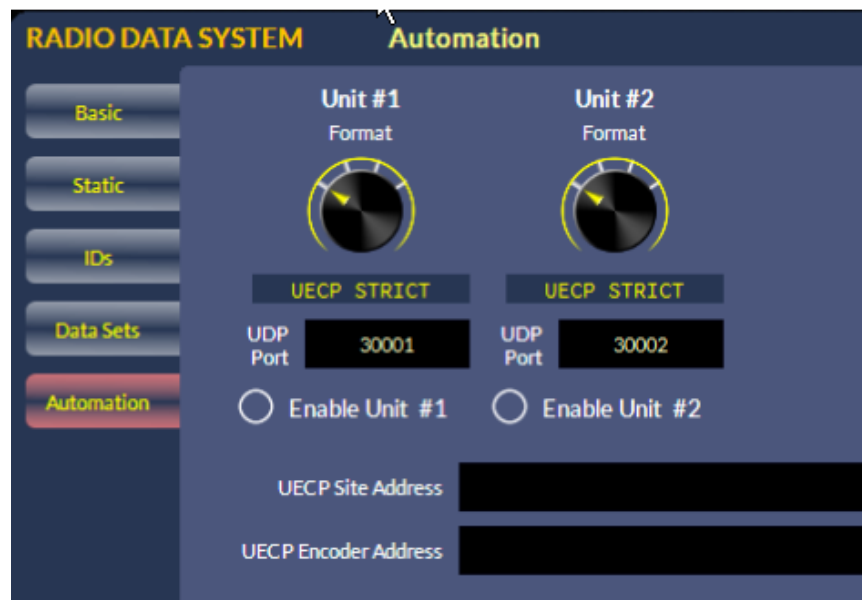 RADIO DATA SYSTEM Automation
Basic
Static
IDs
Data Sets
Automation
Unit #1 Unit #2
Format Format
UECP STRICT UECP STRICT
UDP Port 30001 UDP Port 30002
Enable Unit #1 Enable Unit #2
UECP Site Address
UECP Encoder Address